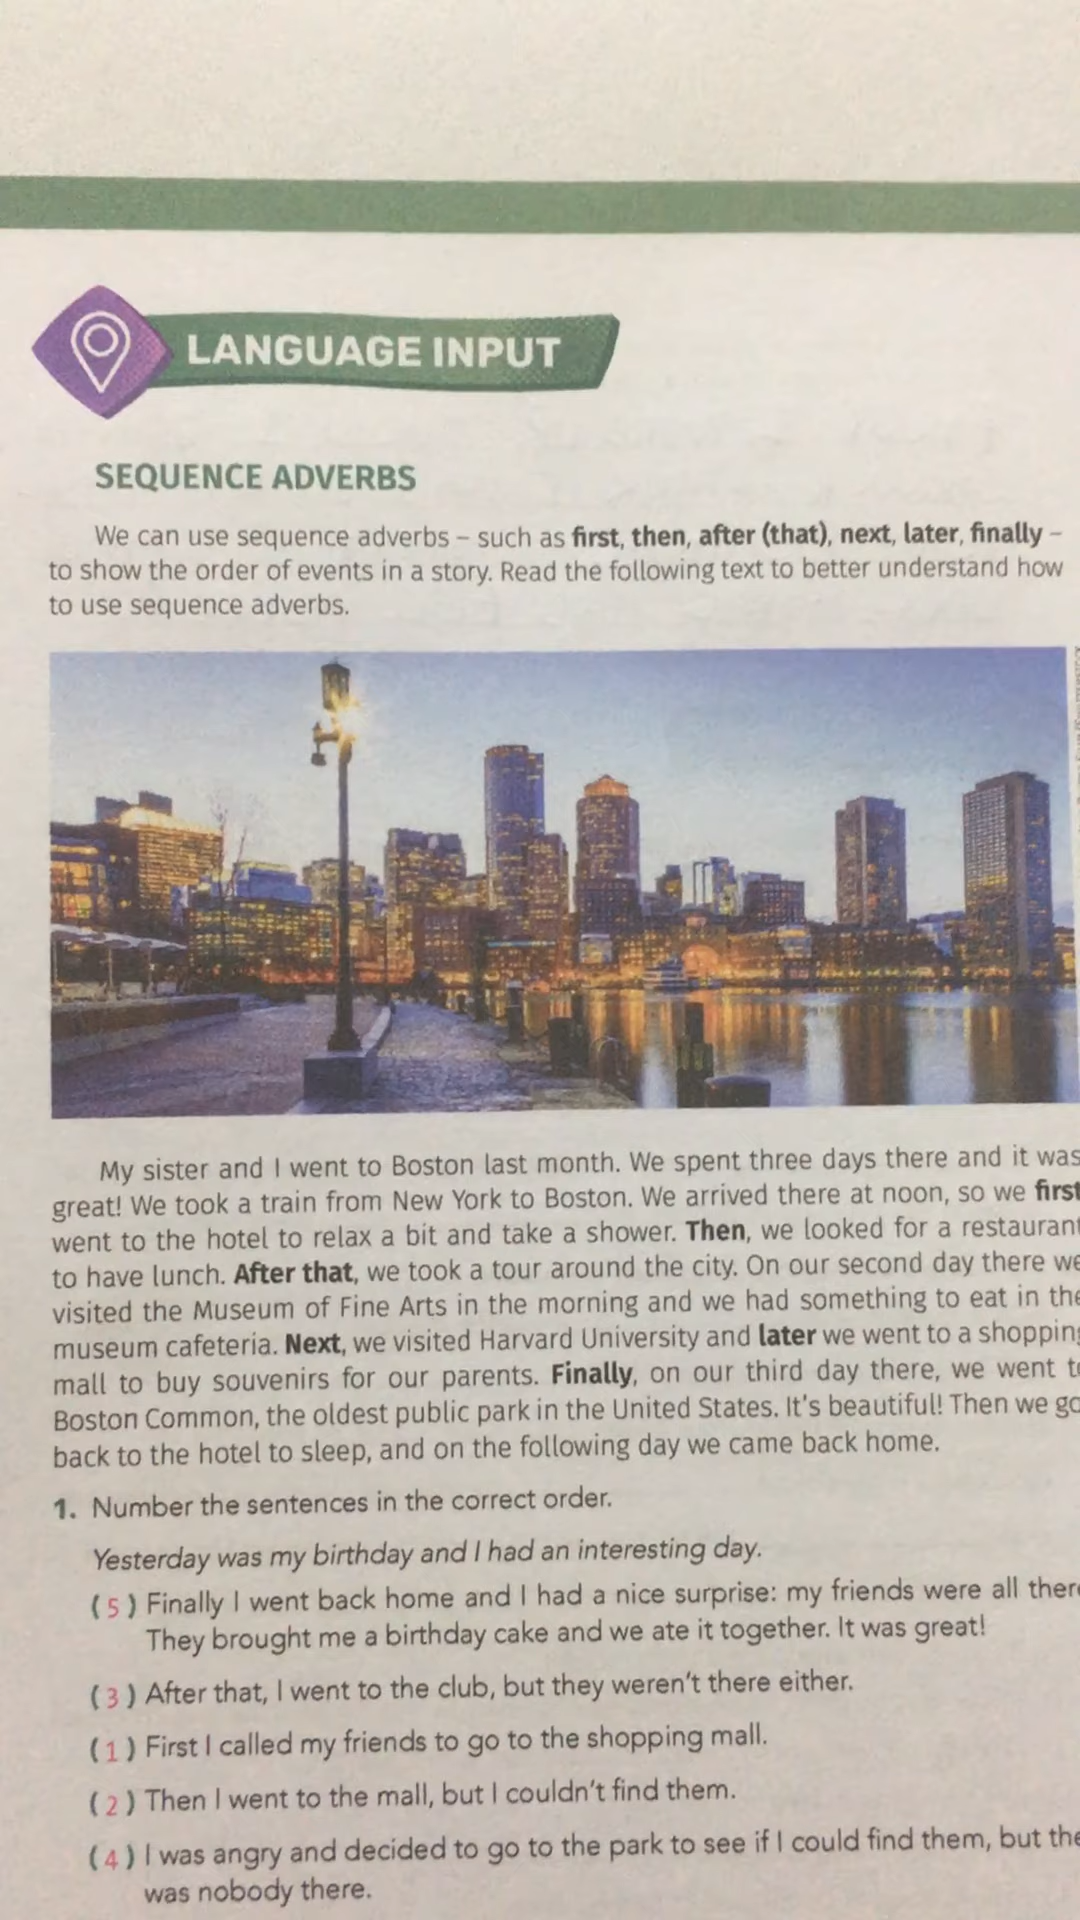 LANGUAGE INPUT
SEQUENCE ADVERBS
We can use sequence adverbs – such as first, then, after (that), next, later, finally –
to show the order of events in a story. Read the following text to better understand how
to use sequence adverbs.
My sister and I went to Boston last month. We spent three days there and it was
great! We took a train from New York to Boston. We arrived there at noon, so we first
went to the hotel to relax a bit and take a shower. Then, we looked for a restaurant
to have lunch. After that, we took a tour around the city. On our second day there we
visited the Museum of Fine Arts in the morning and we had something to eat in the
museum cafeteria. Next, we visited Harvard University and later we went to a shopping
mall to buy souvenirs for our parents. Finally, on our third day there, we went t
Boston Common, the oldest public park in the United States. It's beautiful! Then we go
back to the hotel to sleep, and on the following day we came back home.
1. Number the sentences in the correct order.
Yesterday was my birthday and I had an interesting day.
(5) Finally I went back home and I had a nice surprise: my friends were all ther
They brought me a birthday cake and we ate it together. It was great!
(3) After that, I went to the club, but they weren't there either.
(1) First I called my friends to go to the shopping mall.
(2) Then I went to the mall, but I couldn't find them.
(4) I was angry and decided to go to the park to see if I could find them, but the
was nobody there.